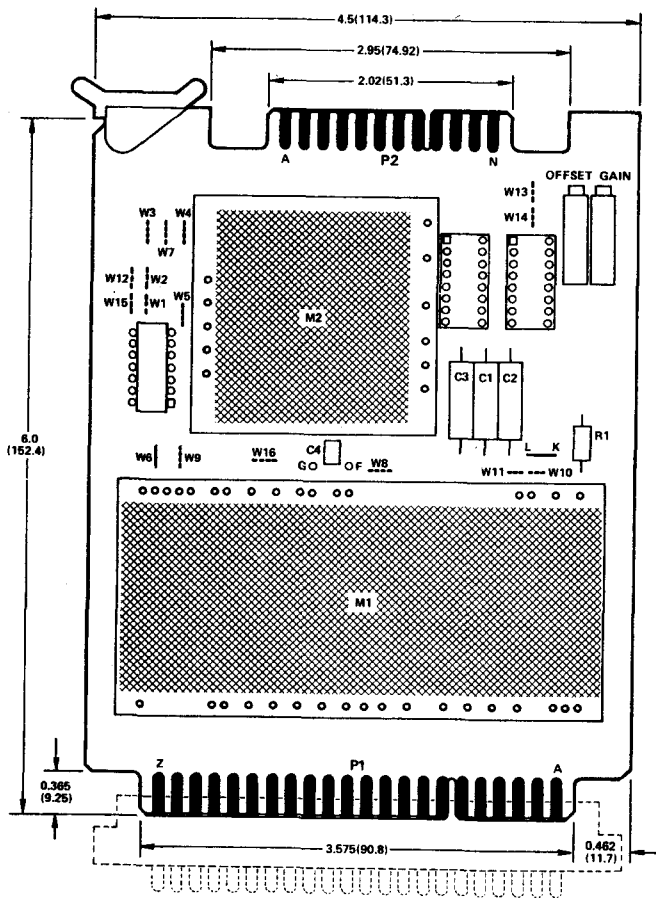 4.5(114.3)
2.95(74.92)
2.02(51.3)
A P2 N
OFFSET GAIN
W13
W14
W3 W4
W7
W12 W2
W15 W1
W5
M2
C3 C1 C2
R1
6.0
(152.4)
W6 W9
W16
C4
G F
W8
L K
W11 W10
M1
Z P1 A
0.365
(9.25)
3.575(90.8)
0.462
(11.7)